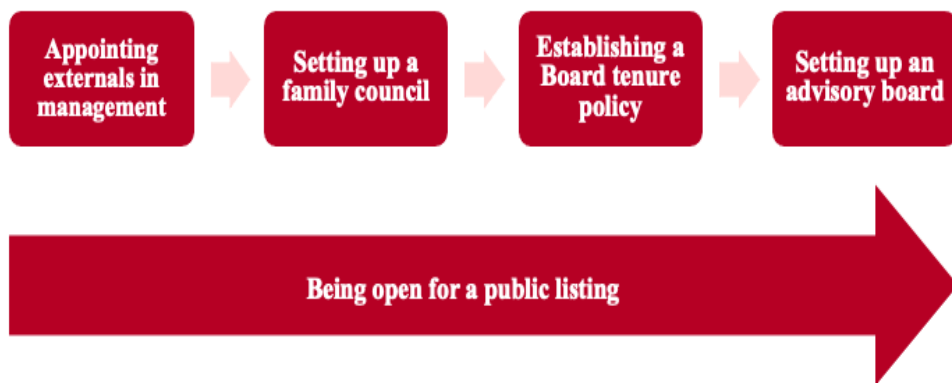 Appointing
externals in
management
Setting up a
family council
Establishing a
Board tenure
policy
Setting up an
advisory board
Being open for a public listing